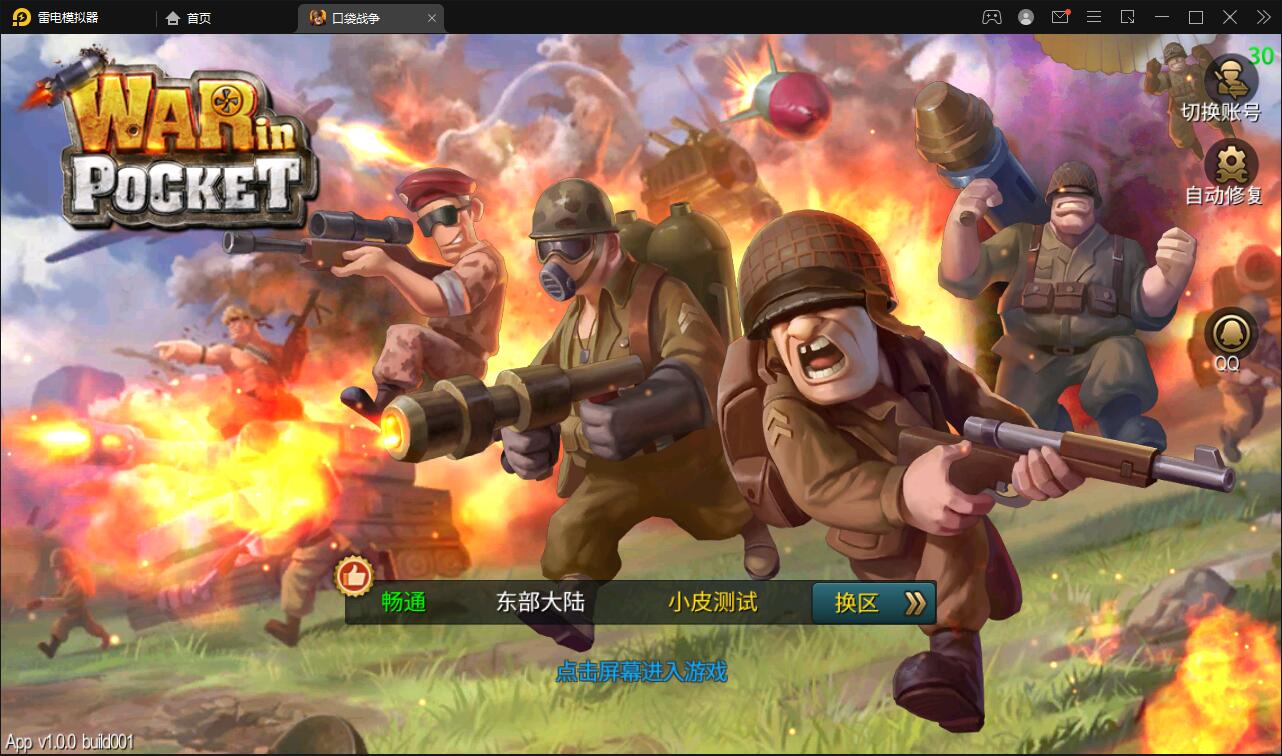 雷电模拟器
首页
口袋战争
30
WAR in
POCKET
切换账号
自动修复
QQ
畅通 东部大陆 小皮测试 换区
点击屏幕进入游戏
App v1.0.0 build001